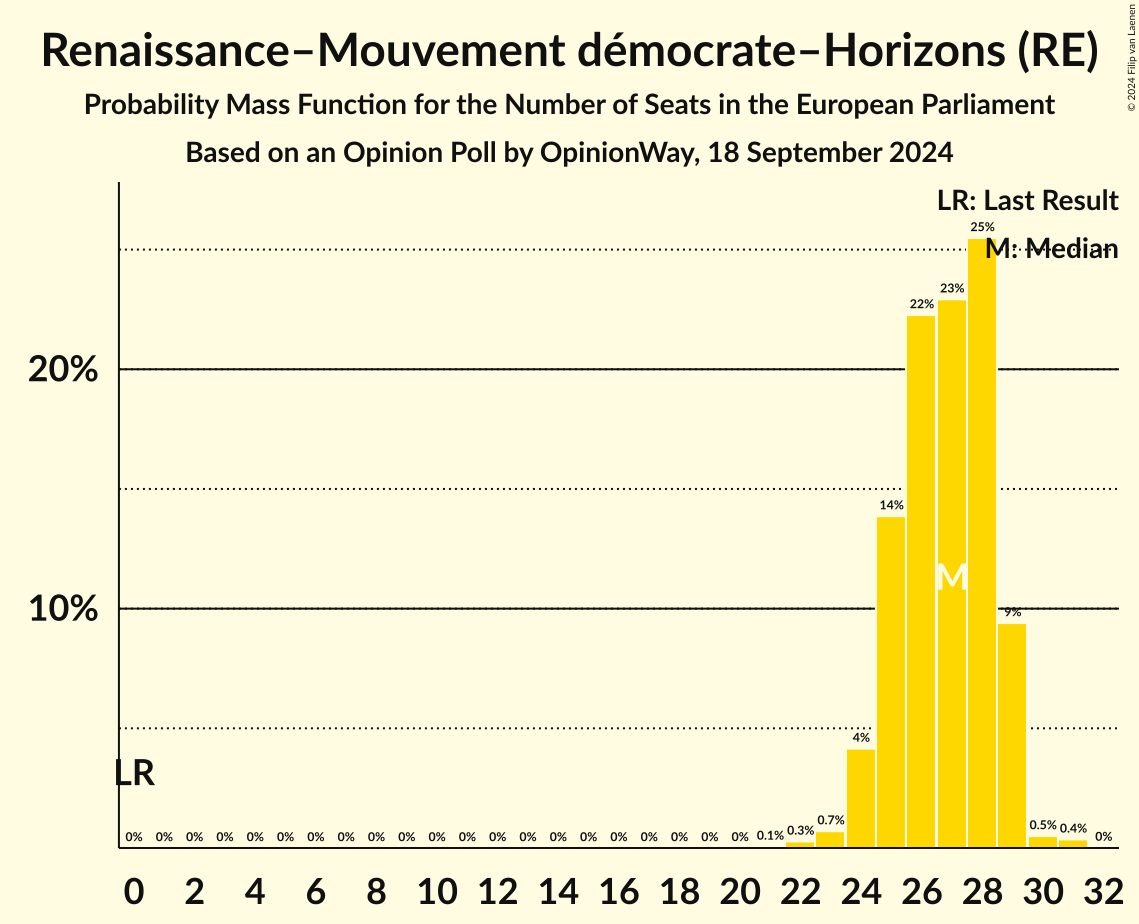 Renaissance–Mouvement démocrate–Horizons (RE)
Probability Mass Function for the Number of Seats in the European Parliament
Based on an Opinion Poll by OpinionWay, 18 September 2024
© 2024 Filip van Laenen
LR: Last Result
M: Median
25%
23%
22%
20%
14%
M
10%
9%
4%
LR
0% 0% 0% 0% 0% 0% 0% 0% 0% 0% 0% 0% 0% 0% 0% 0% 0% 0% 0% 0% 0% 0.1% 0.3% 0.7% 0.5% 0.4% 0%
0 2 4 6 8 10 12 14 16 18 20 22 24 26 28 30 32